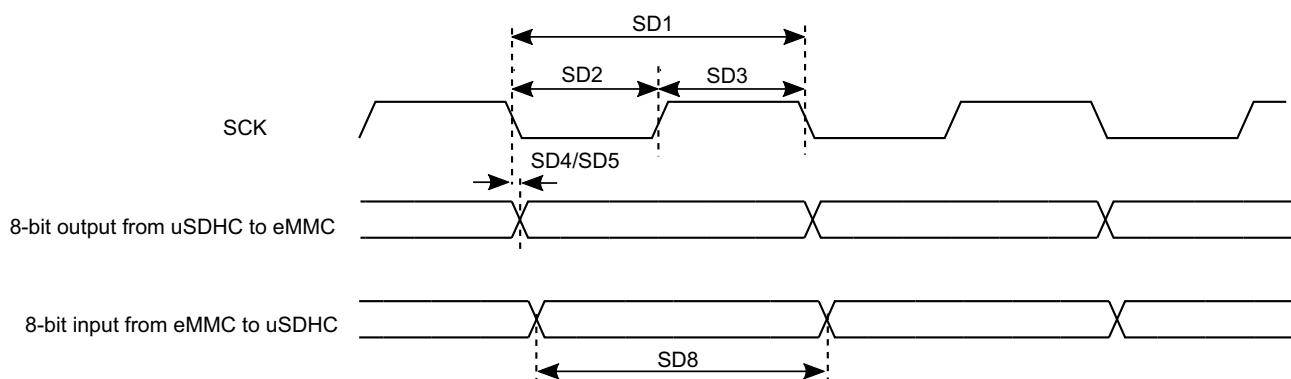 SD1
SD2
SD3
SCK
SD4/SD5
8-bit output from uSDHC to eMMC
8-bit input from eMMC to uSDHC
SD8